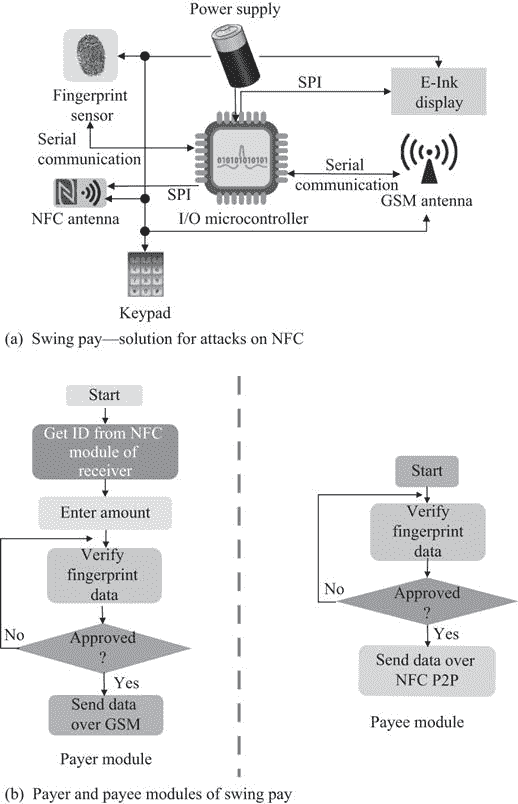 Power supply
Fingerprint
sensor
SPI
E-Ink
display
Serial
communication
010101010101
Serial
communication
SPI
NFC antenna
I/O microcontroller
GSM antenna
Keypad
(a) Swing pay—solution for attacks on NFC
Start
Get ID from NFC
module of
receiver
Enter amount
Verify
fingerprint
data
No
Approved
?
Yes
Send data
over GSM
Payer module
Start
Verify
fingerprint
data
No
Approved
?
Yes
Send data over
NFC P2P
Payee module
(b) Payer and payee modules of swing pay